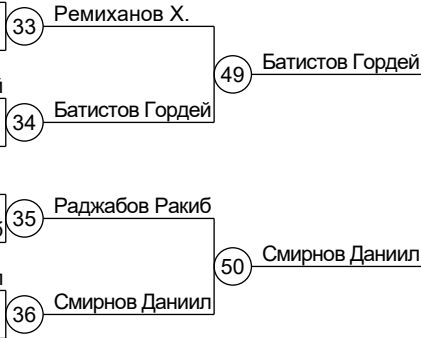 33 Ремиханов Х.
49 Батистов Гордей
34 Батистов Гордей
35 Раджабов Ракиб
50 Смирнов Даниил
36 Смирнов Даниил